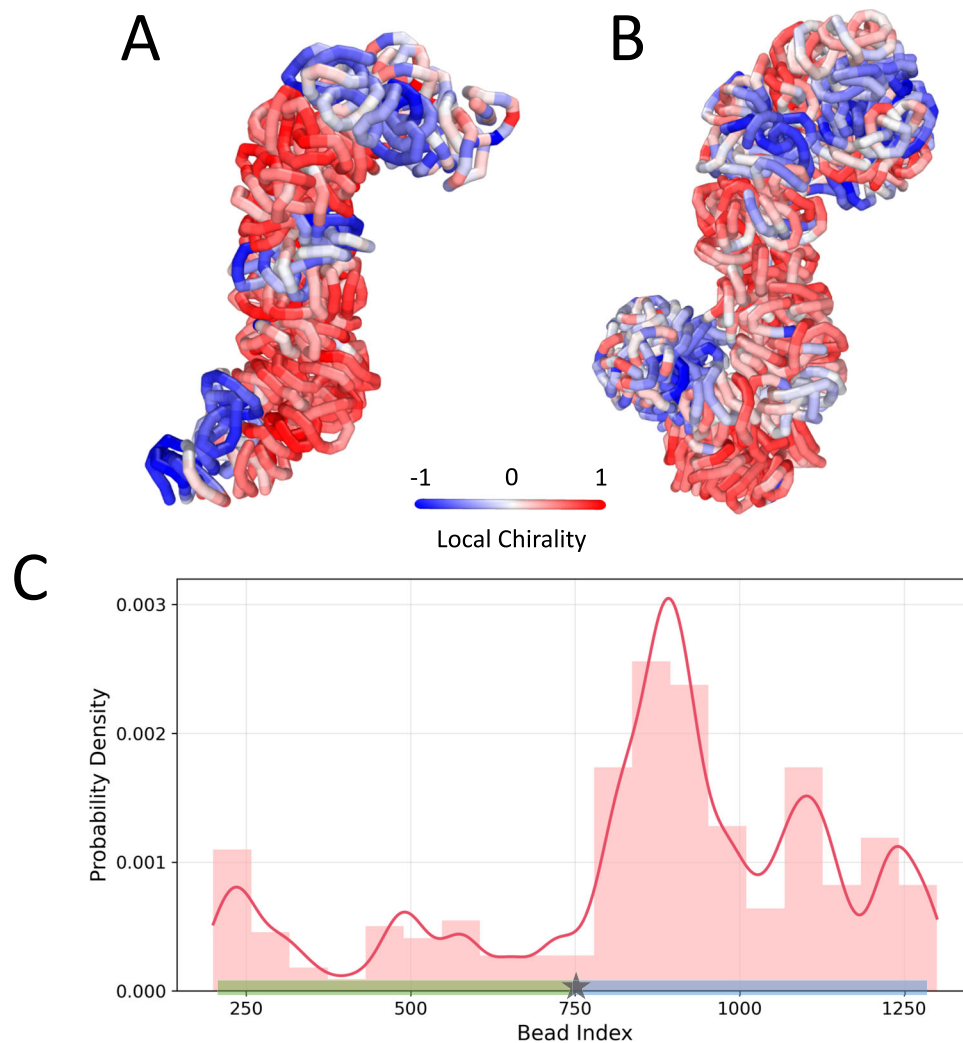 A
B
-1 0 1
Local Chirality
C
Probability Density
0.003
0.002
0.001
0.000
250 500 750 1000 1250
Bead Index